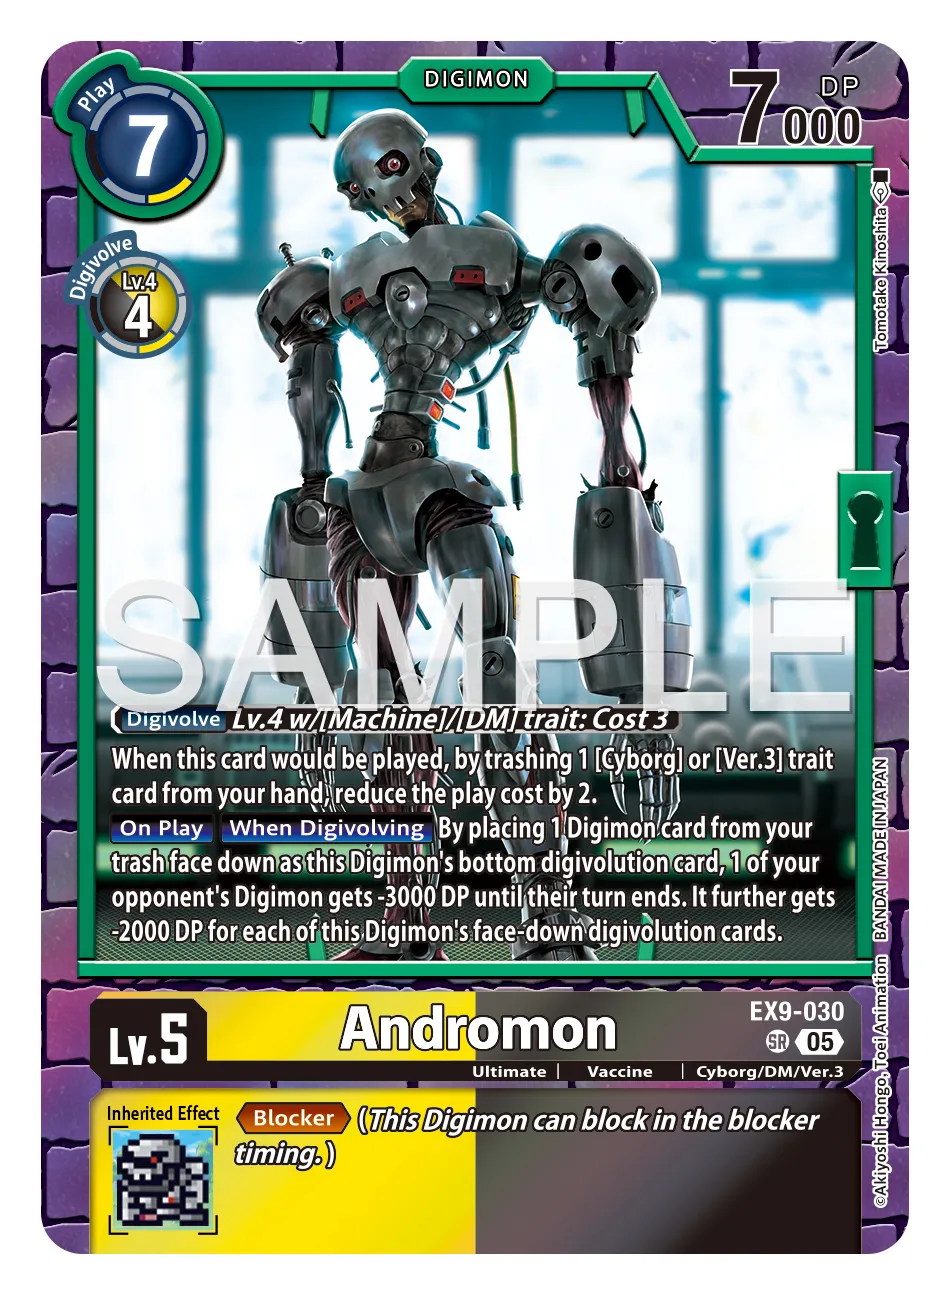 DIGIMON
Play
7
DP
7000
Digivolve
Lv.4
4
Tomotake Kinoshita
SAMPLE
Digivolve Lv.4 w/[Machine]/[DM] trait: Cost 3
When this card would be played, by trashing 1 [Cyborg] or [Ver.3] trait
card from your hand, reduce the play cost by 2.
On Play When Digivolving By placing 1 Digimon card from your
trash face down as this Digimon's bottom digivolution card, 1 of your
opponent's Digimon gets -3000 DP until their turn ends. It further gets
-2000 DP for each of this Digimon's face-down digivolution cards.
©Akiyoshi Hongo, Toei Animation BANDAI MADE IN JAPAN
Lv.5
Andromon
EX9-030
SR 05
Ultimate | Vaccine | Cyborg/DM/Ver.3
Inherited Effect
Blocker (This Digimon can block in the blocker
timing.)